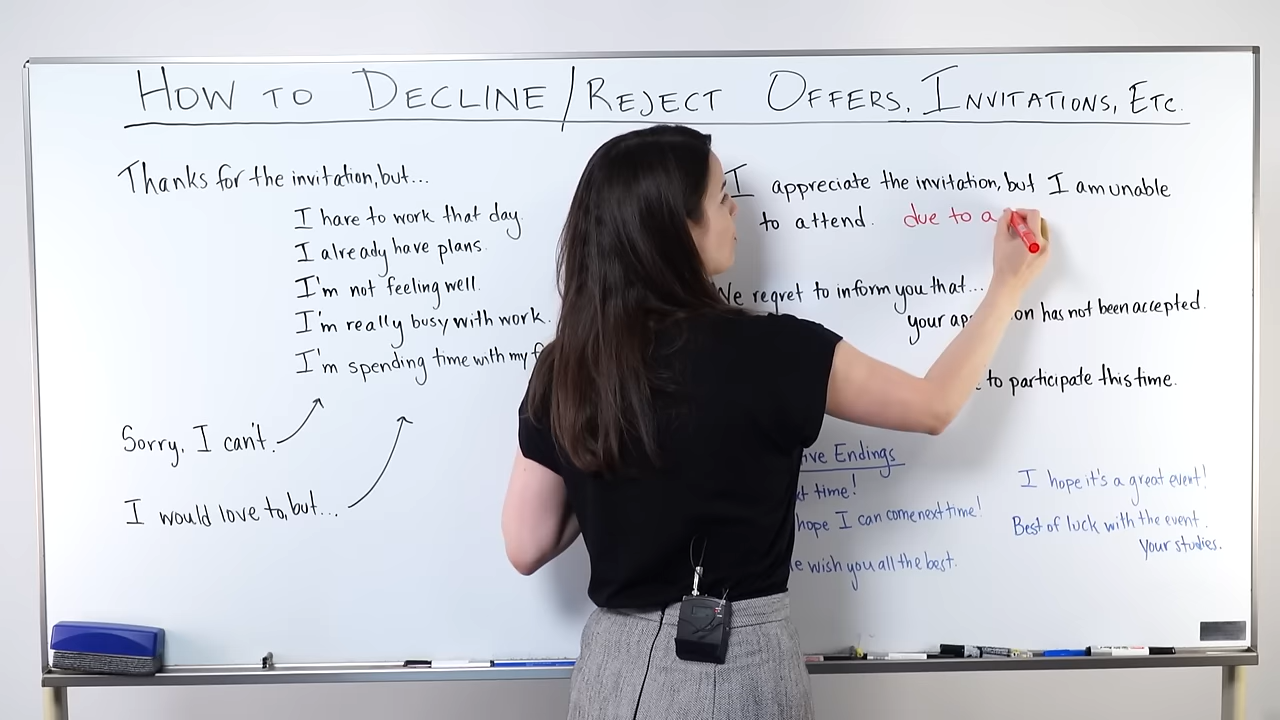 HOW TO DECLINE/REJECT OFFERS, INVITATIONS, ETC.
Thanks for the invitation, but...
I have to work that day.
I already have plans.
I'm not feeling well.
I'm really busy with work.
I'm spending time with my
Sorry, I can't.
I would love to, but...
I appreciate the invitation, but I am unable
to attend. due to a
We regret to inform you that...
your has not been accepted.
to participate this time.
Endings
time!
hope I can come next time!
wish you all the best.
I hope it's a great event!
Best of luck with the event.
your studies.